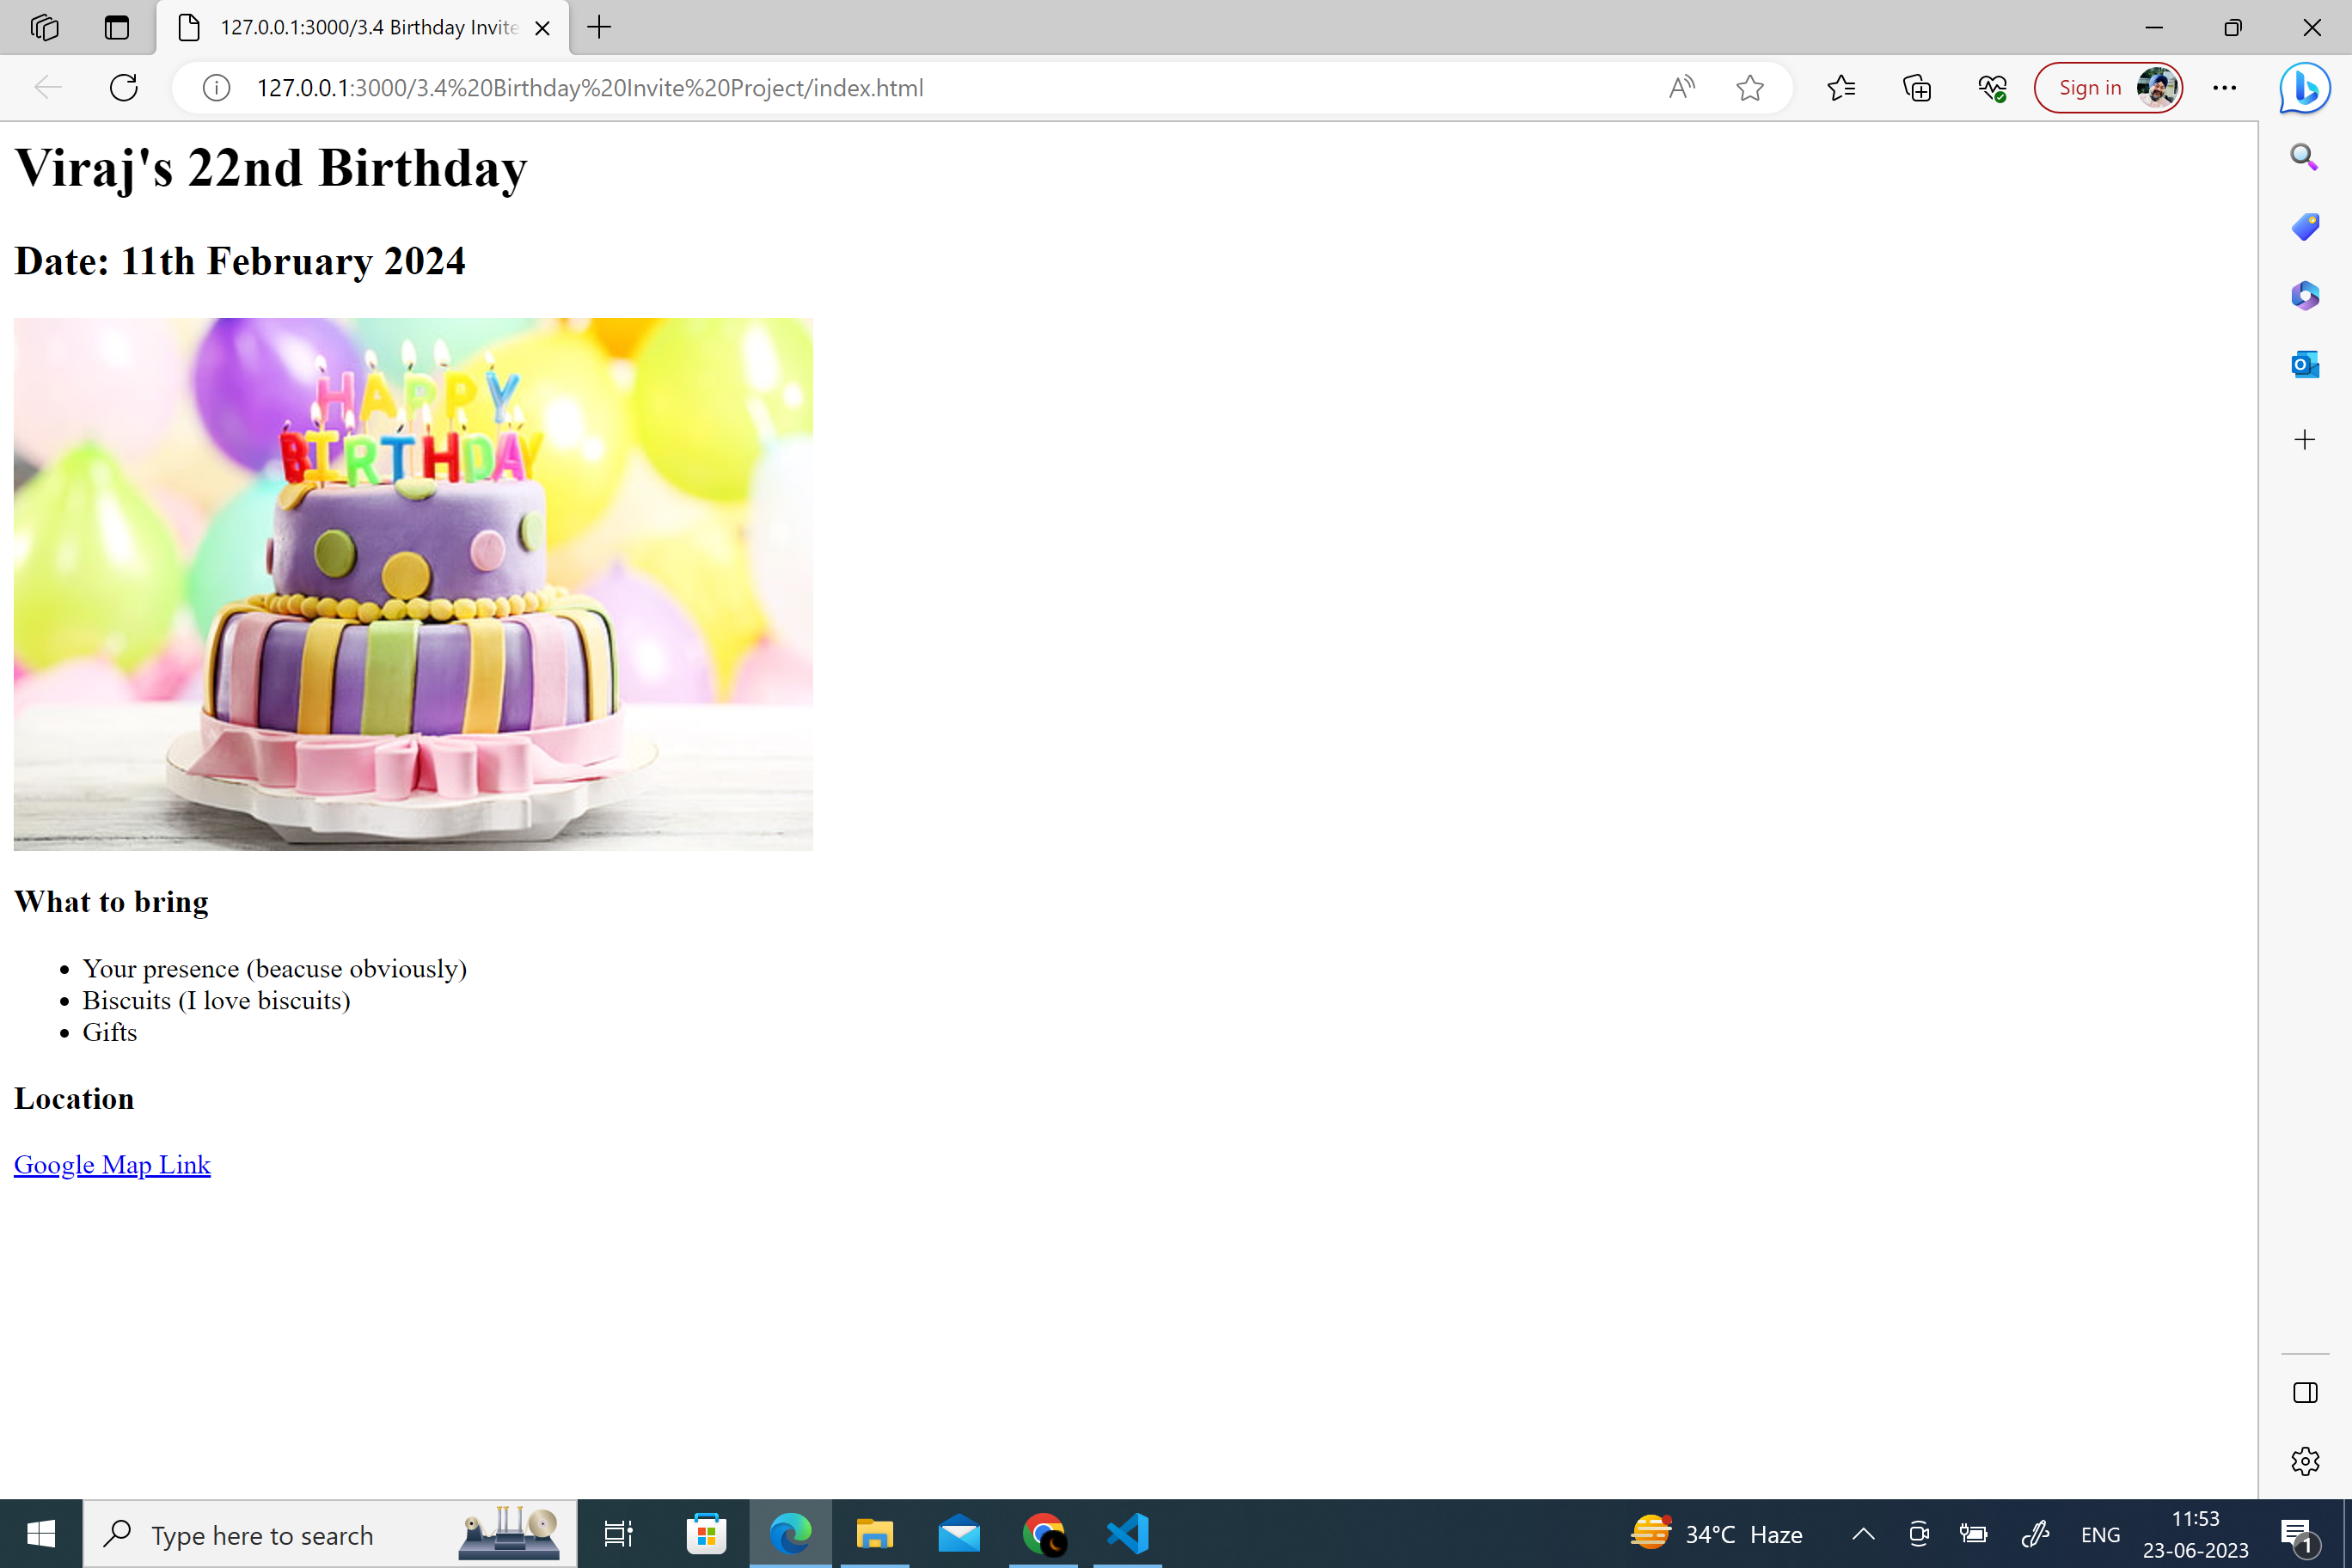 127.0.0.1:3000/3.4 Birthday Invite
127.0.0.1:3000/3.4%20Birthday%20Invite%20Project/index.html
Sign in
Viraj's 22nd Birthday
Date: 11th February 2024
HAPPY
BIRTHDAY
What to bring
Your presence (beacuse obviously)
Biscuits (I love biscuits)
Gifts
Location
Google Map Link
Type here to search
34°C Haze
ENG
11:53
23-06-2023
1